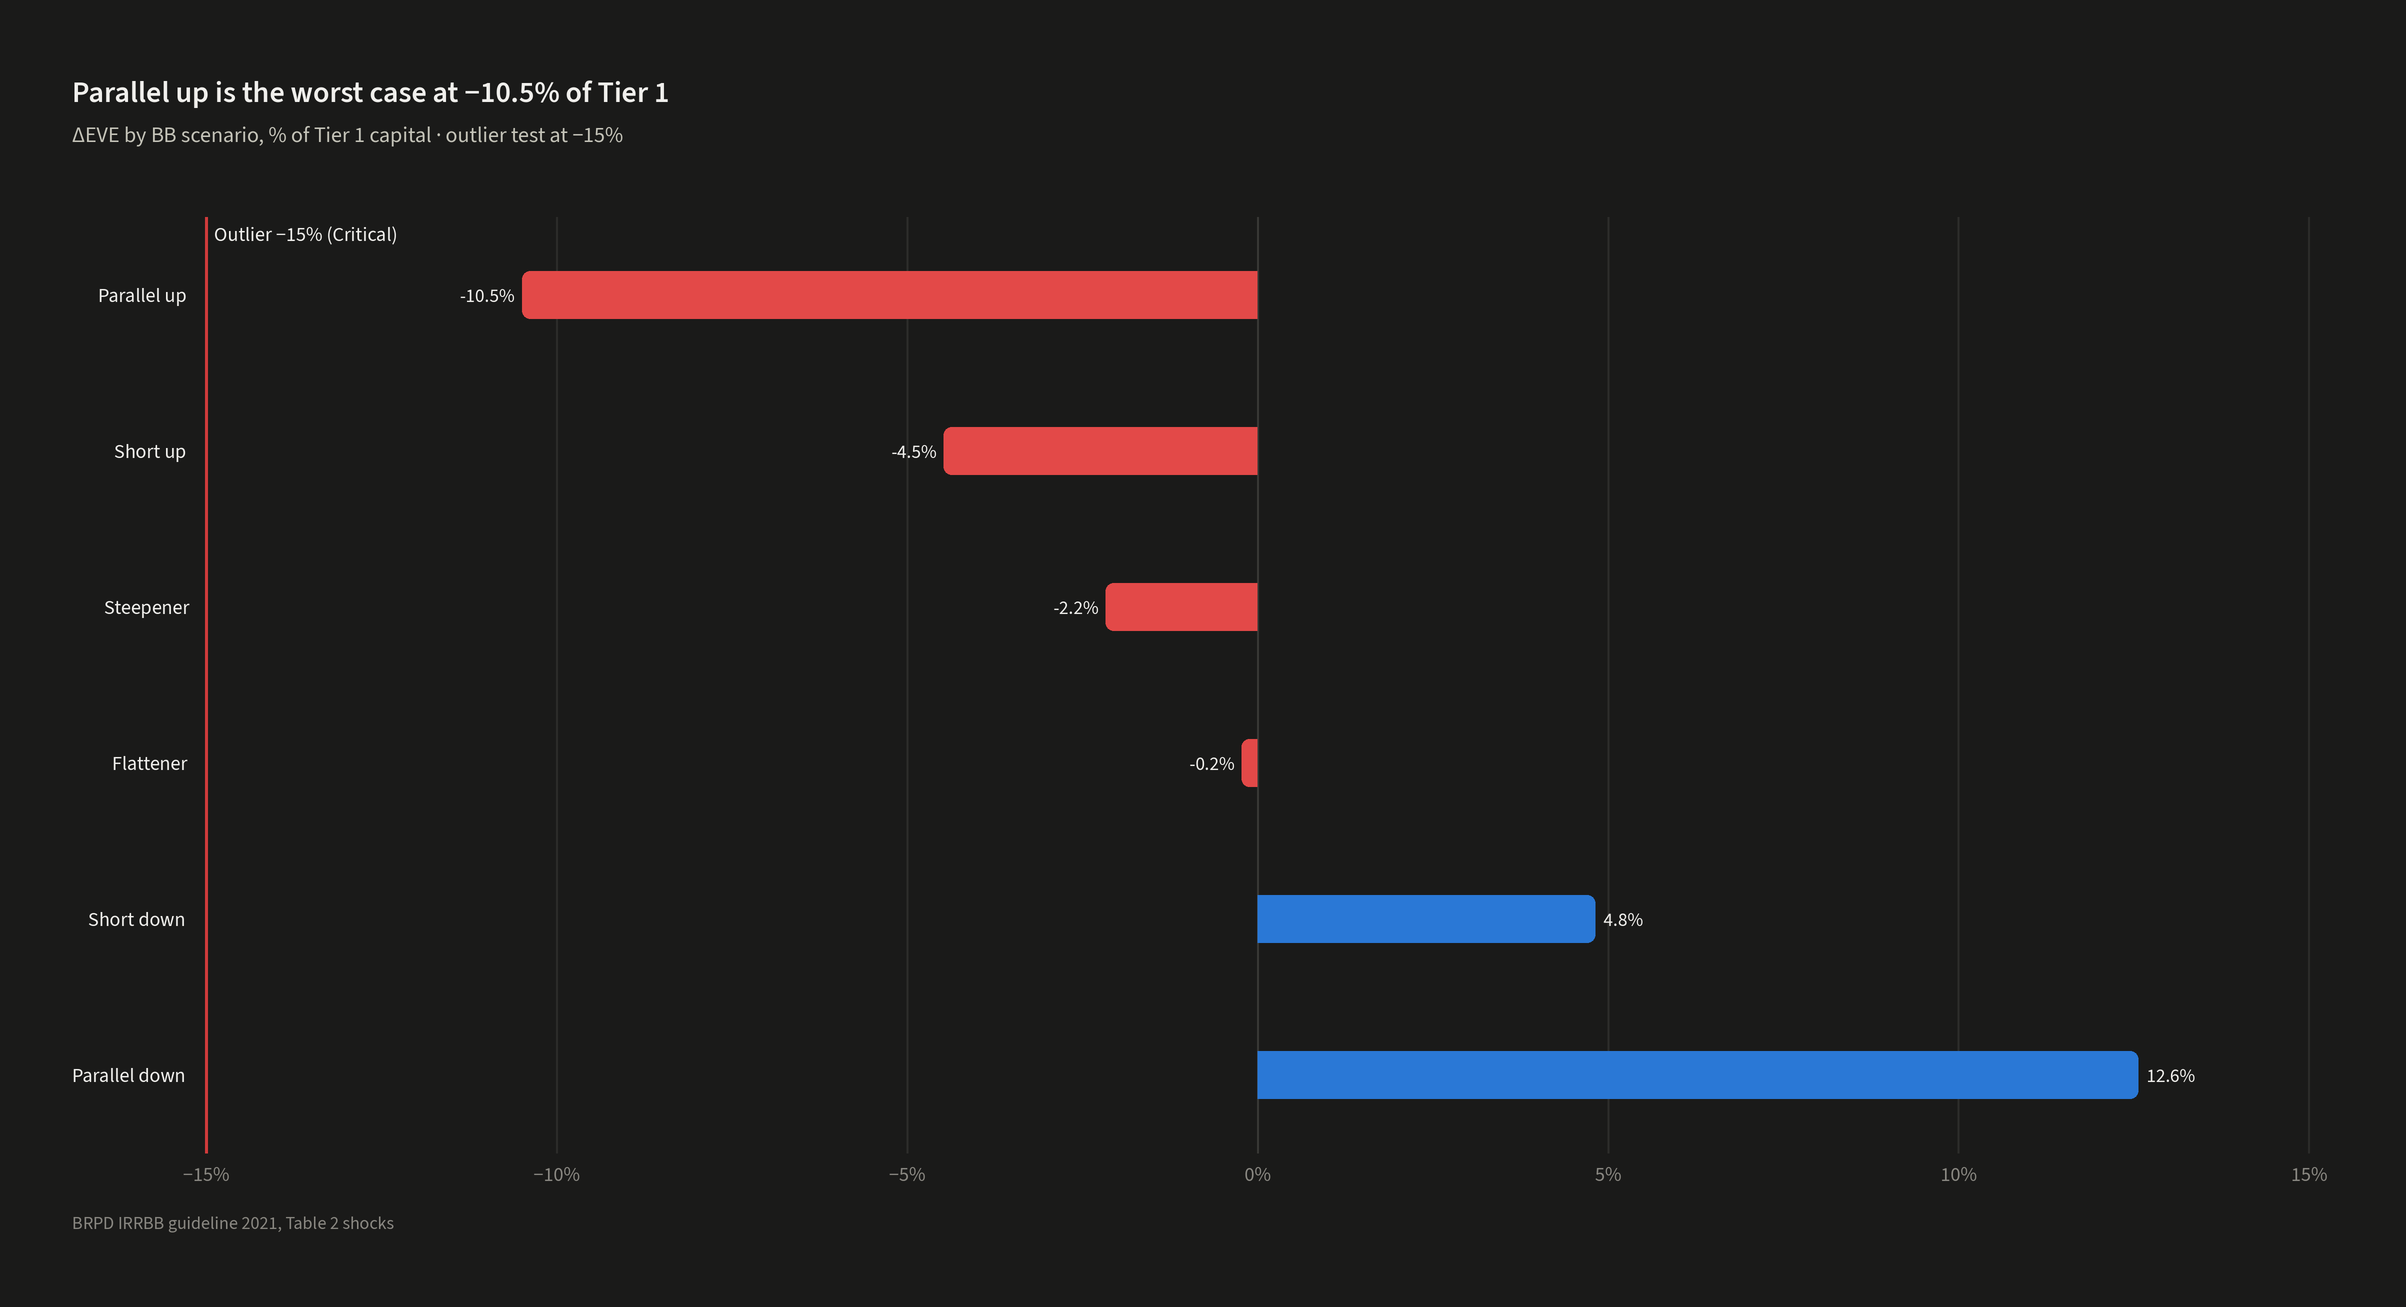 Parallel up is the worst case at −10.5% of Tier 1
ΔEVE by BB scenario, % of Tier 1 capital · outlier test at −15%
Outlier −15% (Critical)
Parallel up
-10.5%
Short up
-4.5%
Steepener
-2.2%
Flattener
-0.2%
Short down
4.8%
Parallel down
12.6%
−15%
−10%
−5%
0%
5%
10%
15%
BRPD IRRBB guideline 2021, Table 2 shocks